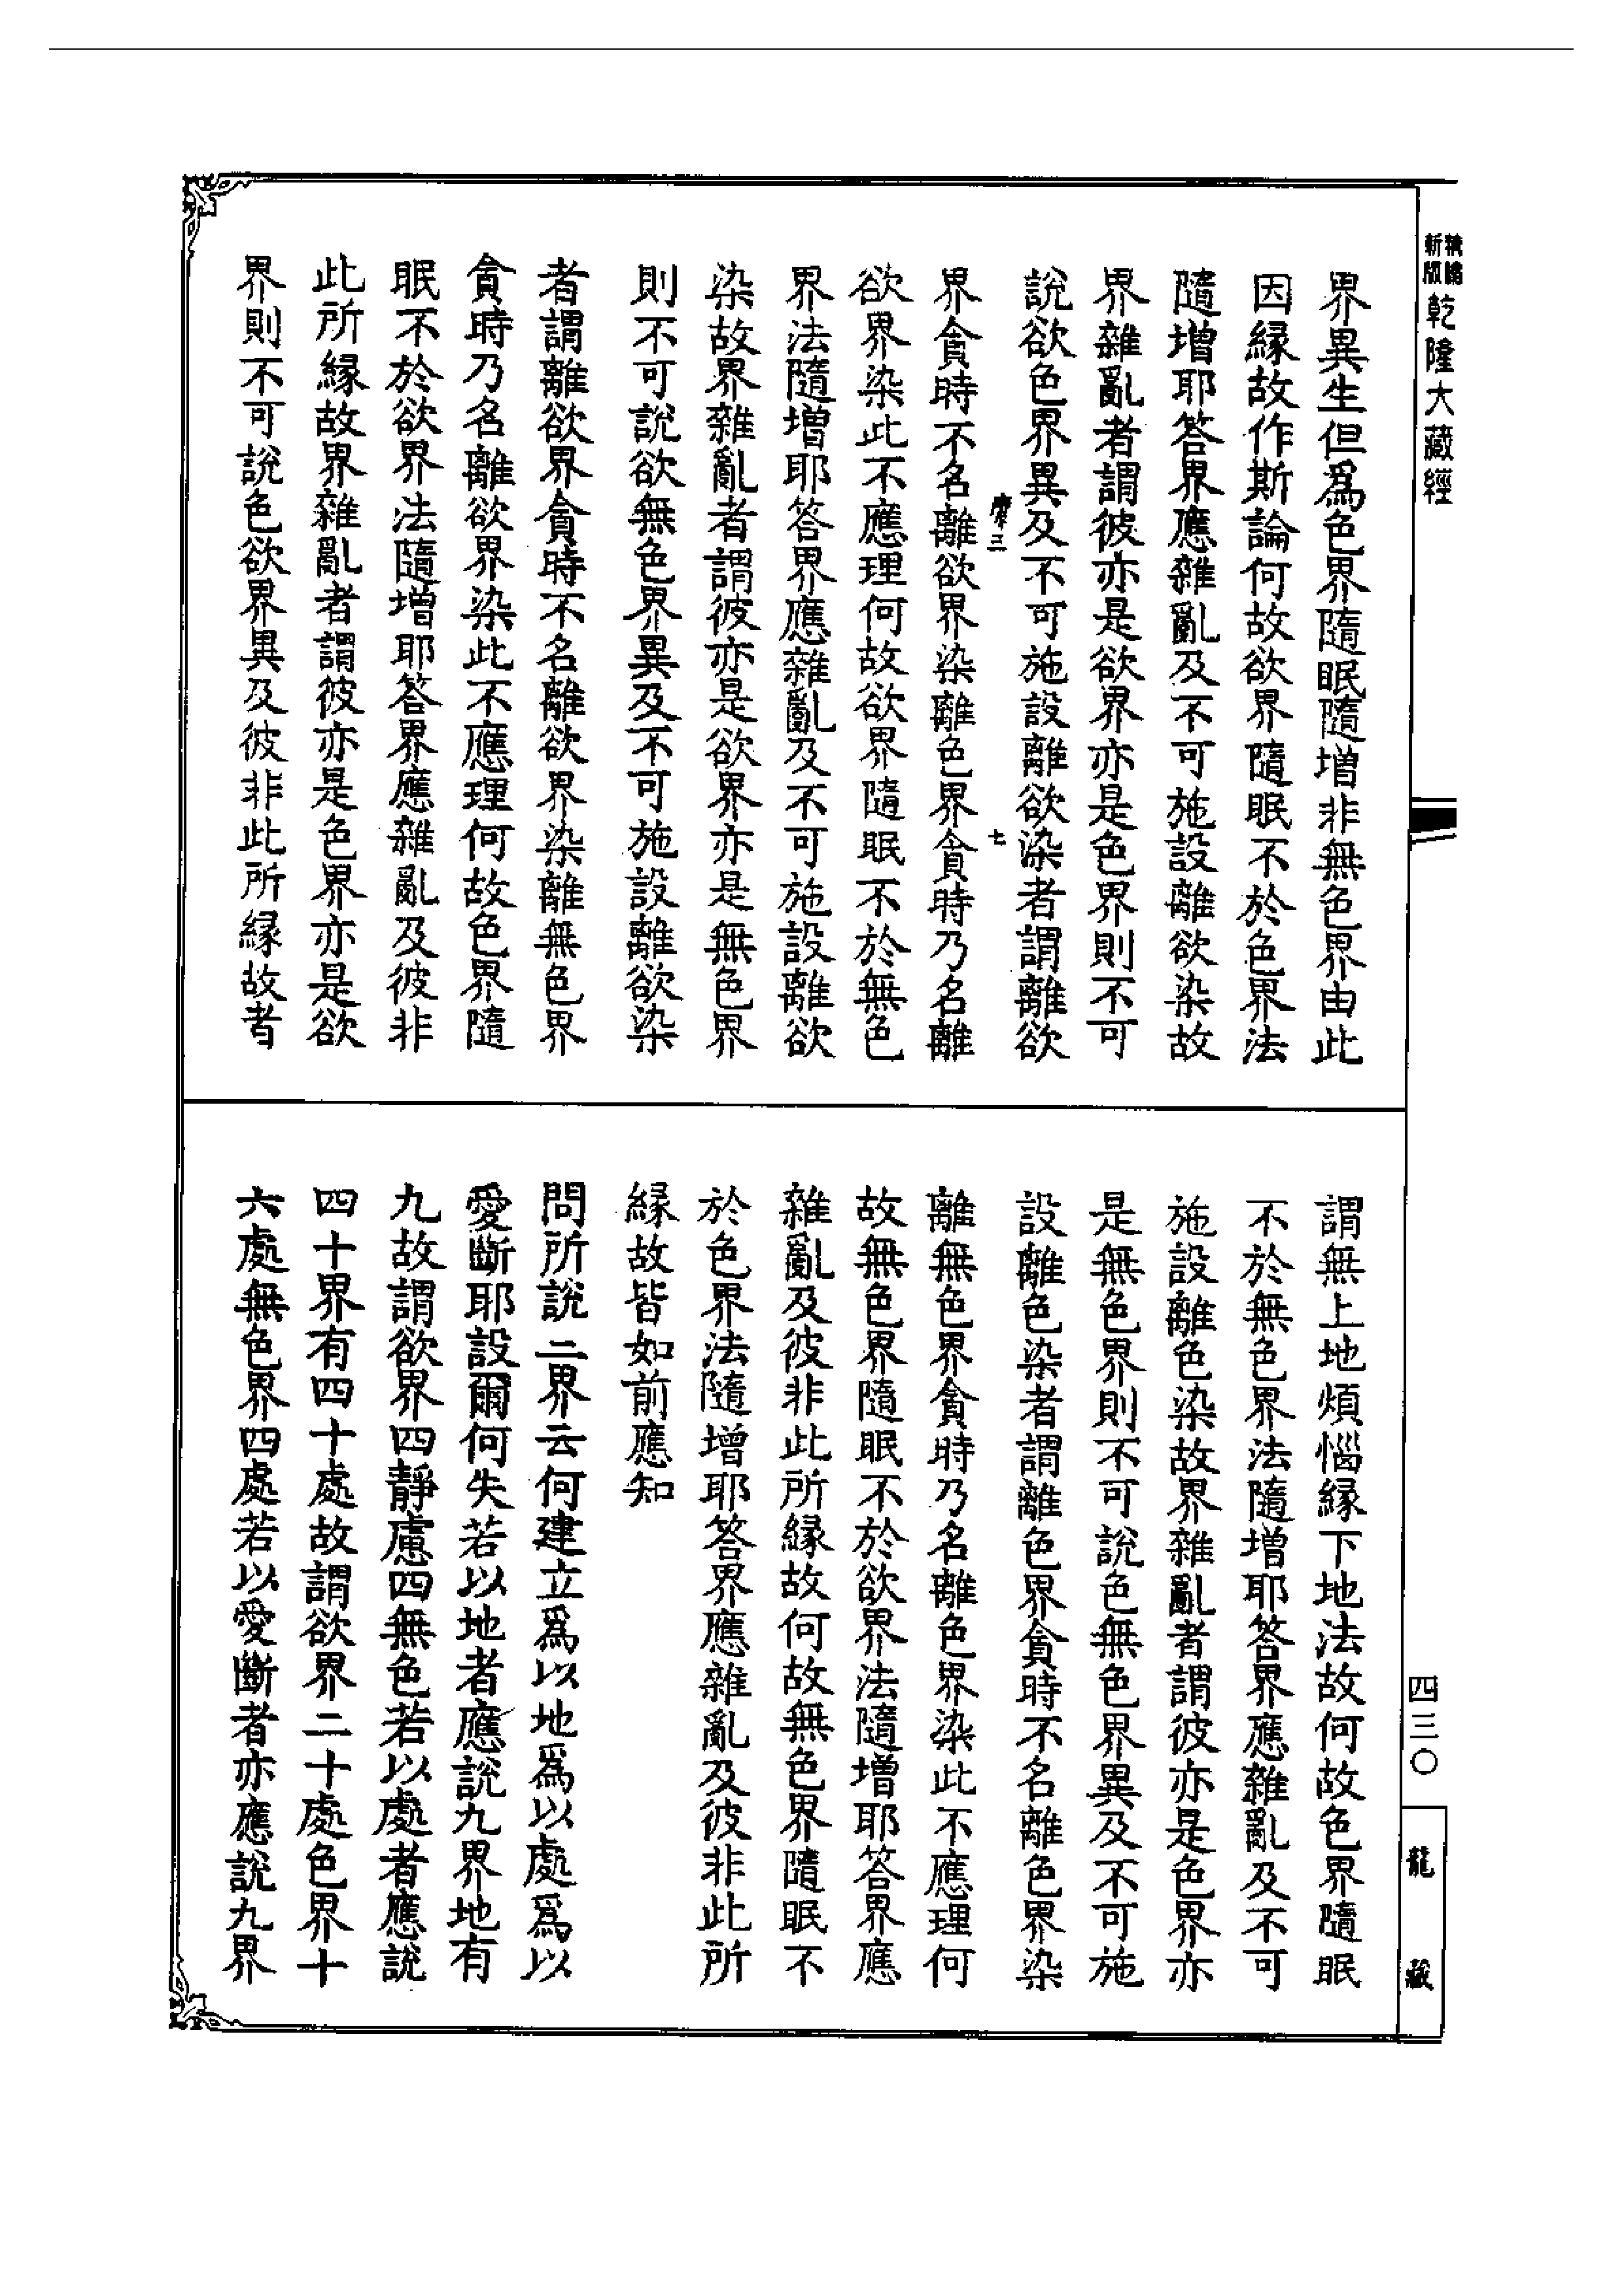 乾隆大藏經
界異生但爲色界隨眠隨增非無色界由此
因緣故作斯論何故欲界隨眠不於色界法
隨增耶答界應雜亂及不可施設離欲染故
界雜亂者謂彼亦是欲界亦是色界則不可
說欲色界異及不可施設離欲染者謂離欲
界貪時不名離欲界染離色界貪時乃名離
欲界染此不應理何故欲界隨眠不於無色
界法隨增耶答界應雜亂及不可施設離欲
染故界雜亂者謂彼亦是欲界亦是無色界
則不可說欲無色界異及不可施設離欲染
者謂離欲界貪時不名離欲界染離無色界
貪時乃名離欲界染此不應理何故色界隨
眠不於欲界法隨增耶答界應雜亂及彼非
此所緣故界雜亂者謂彼亦是色界亦是欲
界則不可說色欲界異及彼非此所緣故者
謂無上地煩惱緣下地法故何故色界隨眠
不於無色界法隨增耶答界應雜亂及不可
施設離色染故界雜亂者謂彼亦是色界亦
是無色界則不可說色無色界異及不可施
設離色染者謂離色界貪時不名離色界染
離無色界貪時乃名離色界染此不應理何
故無色界隨眠不於欲界法隨增耶答界應
雜亂及彼非此所緣故何故無色界隨眠不
於色界法隨增耶答界應雜亂及彼非此所
緣故皆如前應知
問所說三界云何建立爲以地爲以處爲以
愛斷耶設爾何失若以地者應說九界地有
九故謂欲界四靜慮四無色若以處者應說
四十界有四十處故謂欲界二十處色界十
六處無色界四處若以愛斷者亦應說九界
四三〇
龍藏